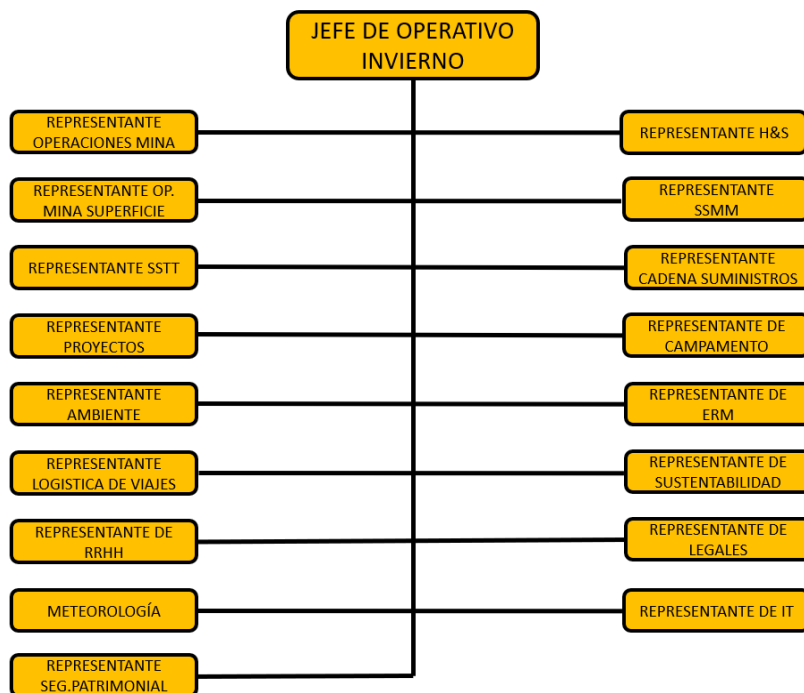 JEFE DE OPERATIVO
INVIERNO
REPRESENTANTE
OPERACIONES MINA
REPRESENTANTE H&S
REPRESENTANTE OP.
MINA SUPERFICIE
REPRESENTANTE
SSMM
REPRESENTANTE SSTT
REPRESENTANTE
CADENA SUMINISTROS
REPRESENTANTE
PROYECTOS
REPRESENTANTE DE
CAMPAMENTO
REPRESENTANTE
AMBIENTE
REPRESENTANTE DE
ERM
REPRESENTANTE
LOGISTICA DE VIAJES
REPRESENTANTE DE
SUSTENTABILIDAD
REPRESENTANTE DE
RRHH
REPRESENTANTE DE
LEGALES
METEOROLOGÍA
REPRESENTANTE DE IT
REPRESENTANTE
SEG.PATRIMONIAL